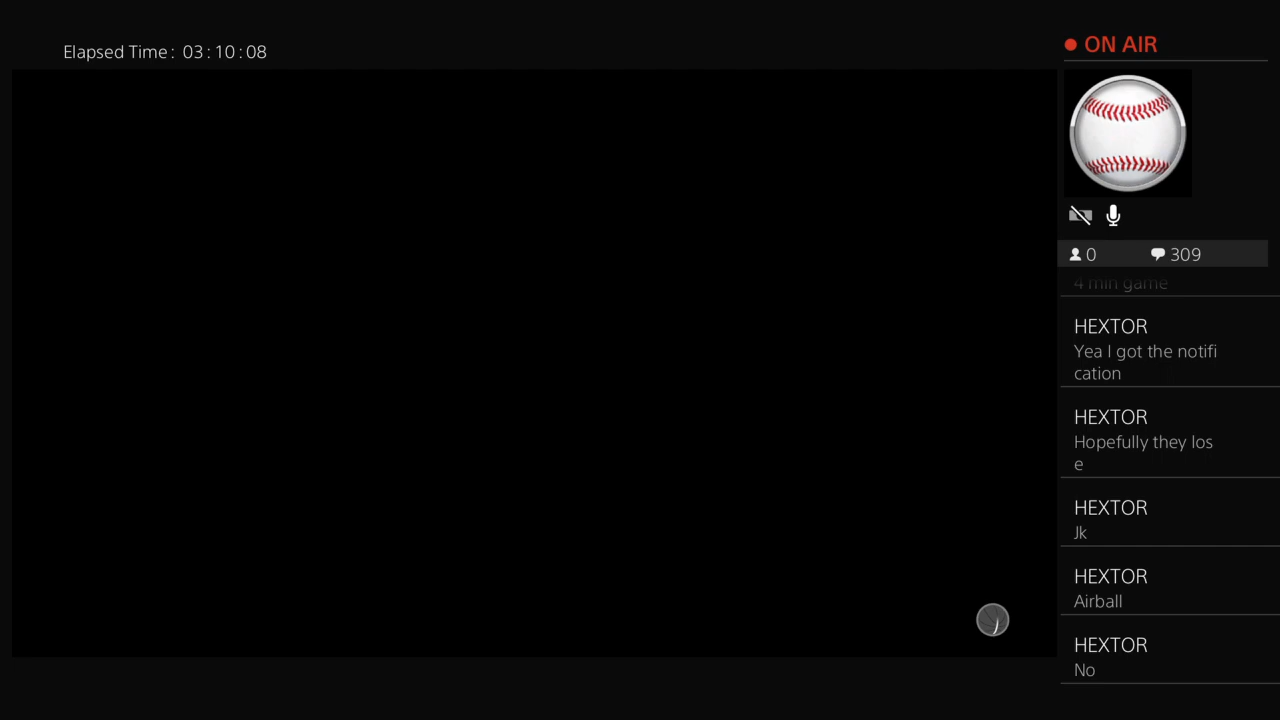 Elapsed Time: 03:10:08
ON AIR
0 309
4 min game
HEXTOR
Yea I got the notifi
cation
HEXTOR
Hopefully they los
e
HEXTOR
Jk
HEXTOR
Airball
HEXTOR
No